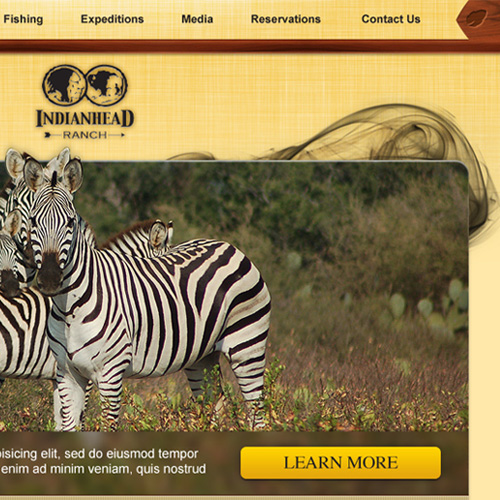 Fishing Expeditions Media Reservations Contact Us
INDIANHEAD
RANCH
isicing elit, sed do eiusmod tempor
enim ad minim veniam, quis nostrud
LEARN MORE